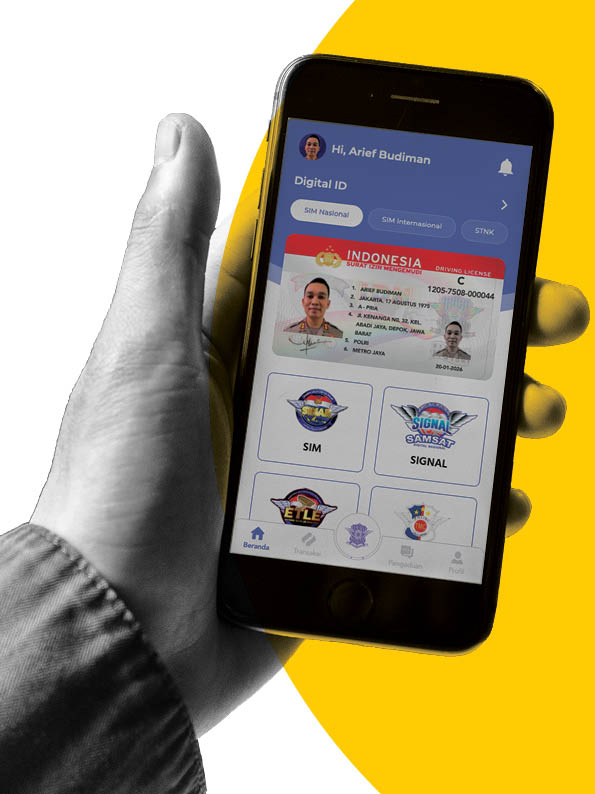 Hi, Arief Budiman
Digital ID
SIM Nasional
SIM Internasional
STNK
INDONESIA
SURAT IZIN MENGEMUDI
DRIVING LICENSE
C
1205-7508-000044
1. ARIEF BUDIMAN
2. JAKARTA, 17 AGUSTUS 1975
3. A - PRIA
4. JL KENANGA NO. 32, KEL.
ABADI JAYA, DEPOK, JAWA
BARAT
5. POLRI
6. METRO JAYA
20-01-2026
SINAR
SIM
SIGNAL
SAMSAT
DIGITAL NASIONAL
SIGNAL
ETLE
Beranda
Transaksi
Pengaduan
Profil